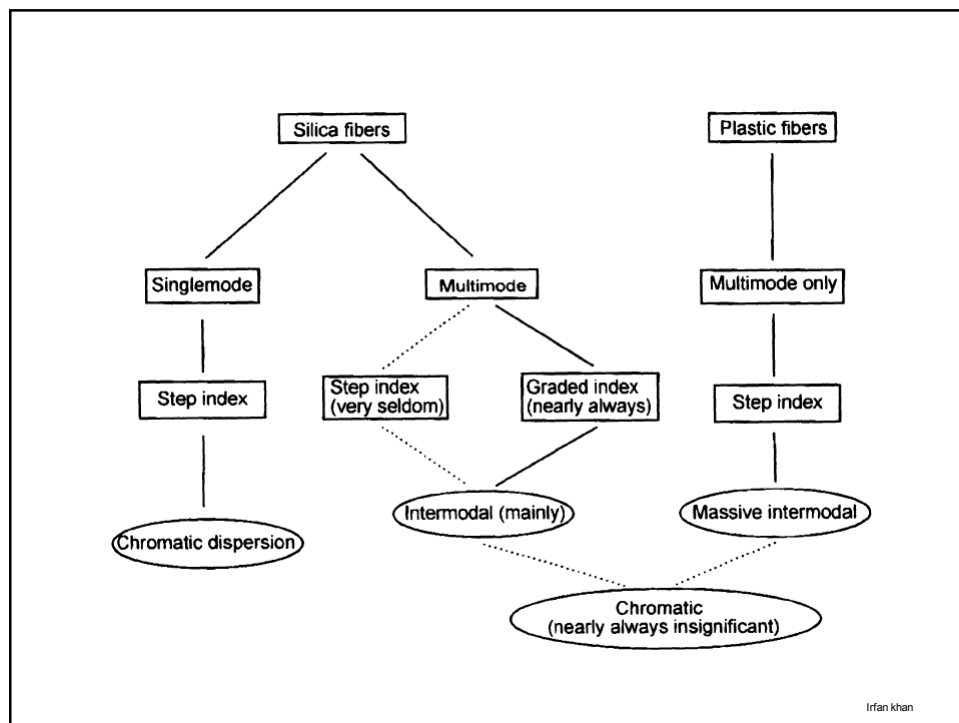 Silica fibers
Plastic fibers
Singlemode
Multimode
Multimode only
Step index
Step index
(very seldom)
Graded index
(nearly always)
Step index
Chromatic dispersion
Intermodal (mainly)
Massive intermodal
Chromatic
(nearly always insignificant)
Irfan khan